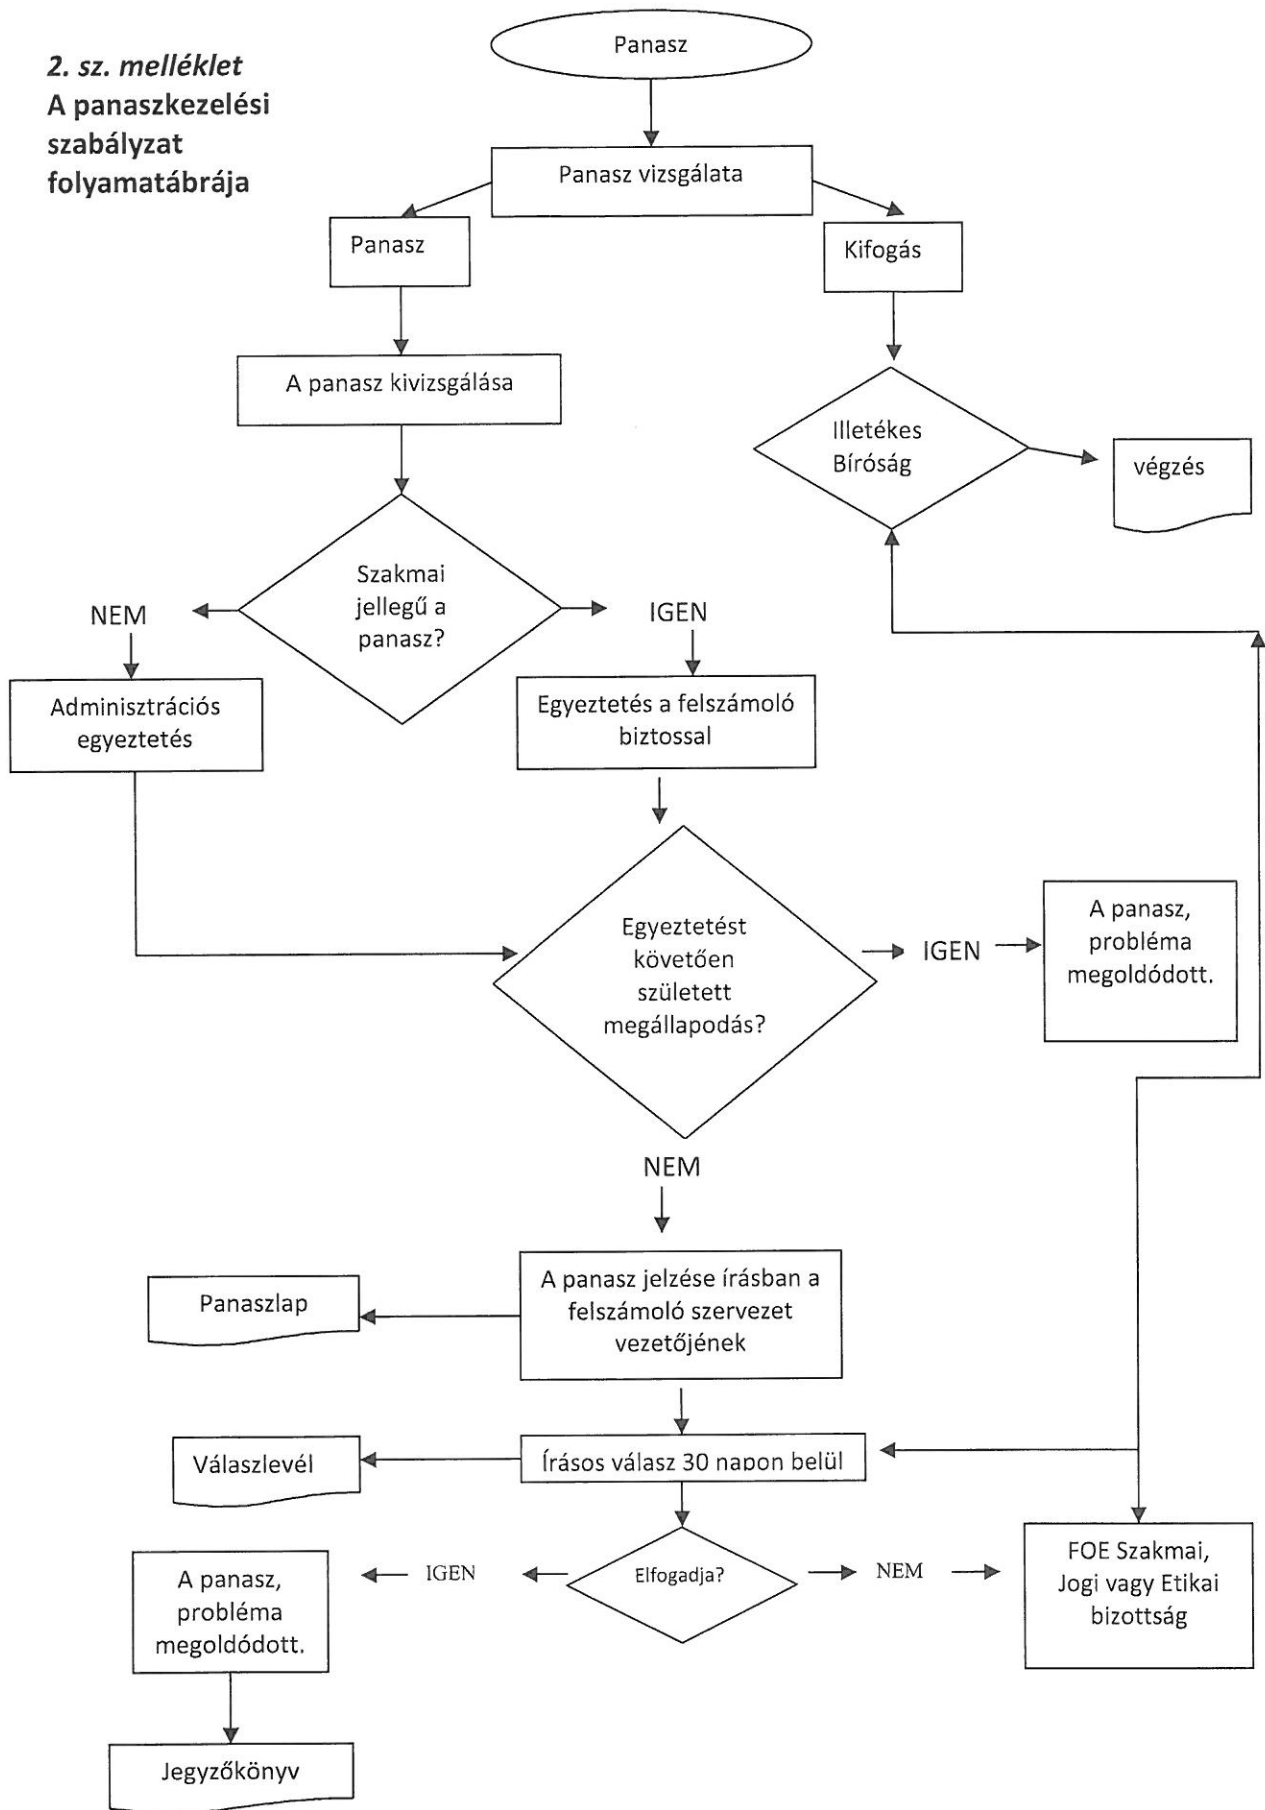 2. sz. melléklet
A panaszkezelési
szabályzat
folyamatábrája
Panasz
Panasz vizsgálata
Panasz
Kifogás
A panasz kivizsgálása
Illetékes
Bíróság
végzés
Szakmai
jellegű a
panasz?
NEM
IGEN
Adminisztrációs
egyeztetés
Egyeztetés a felszámoló
biztossal
Egyeztetést
követően
született
megállapodás?
IGEN
A panasz,
probléma
megoldódott.
NEM
A panasz jelzése írásban a
felszámoló szervezet
vezetőjének
Panaszlap
Írásos válasz 30 napon belül
Válaszlevél
Elfogadja?
IGEN
NEM
A panasz,
probléma
megoldódott.
FOE Szakmai,
Jogi vagy Etikai
bizottság
Jegyzőkönyv